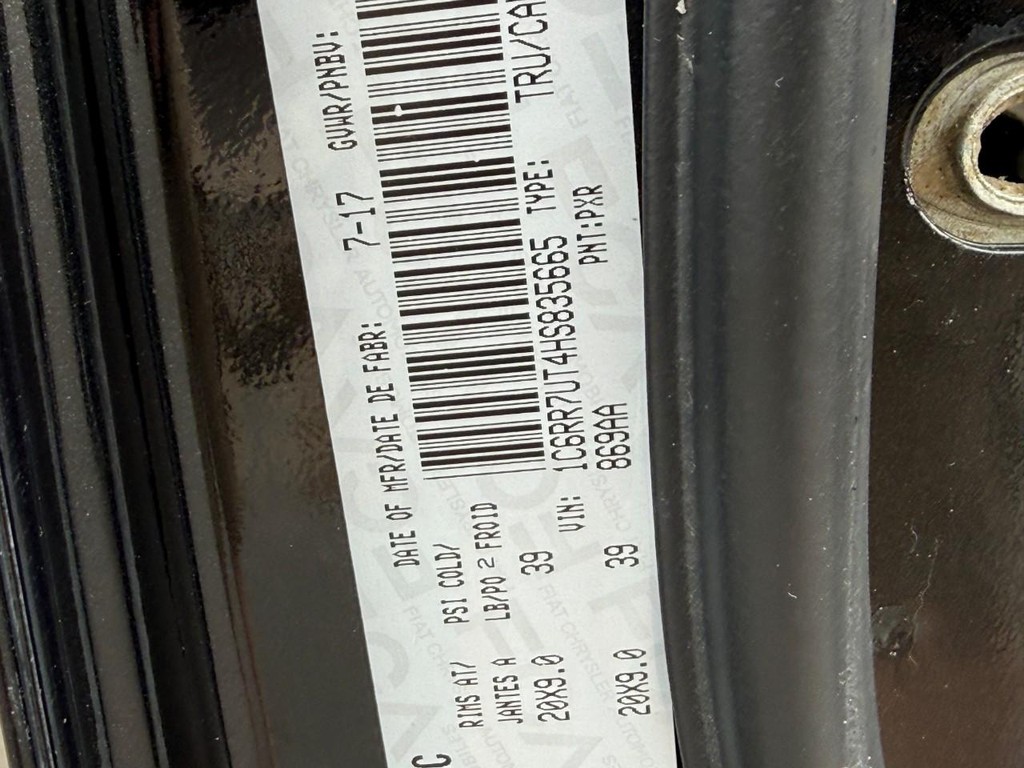 C
DATE OF MFR/DATE DE FABR: 7-17 GVWR/PNBV:
RIMS AT/ PSI COLD/
JANTES A LB/PO 2 FROID
20X9.0 39
VIN: 1C6RR7UT4HS835665 TYPE: TRU/CA
869AA PNT:PXR
20X9.0 39